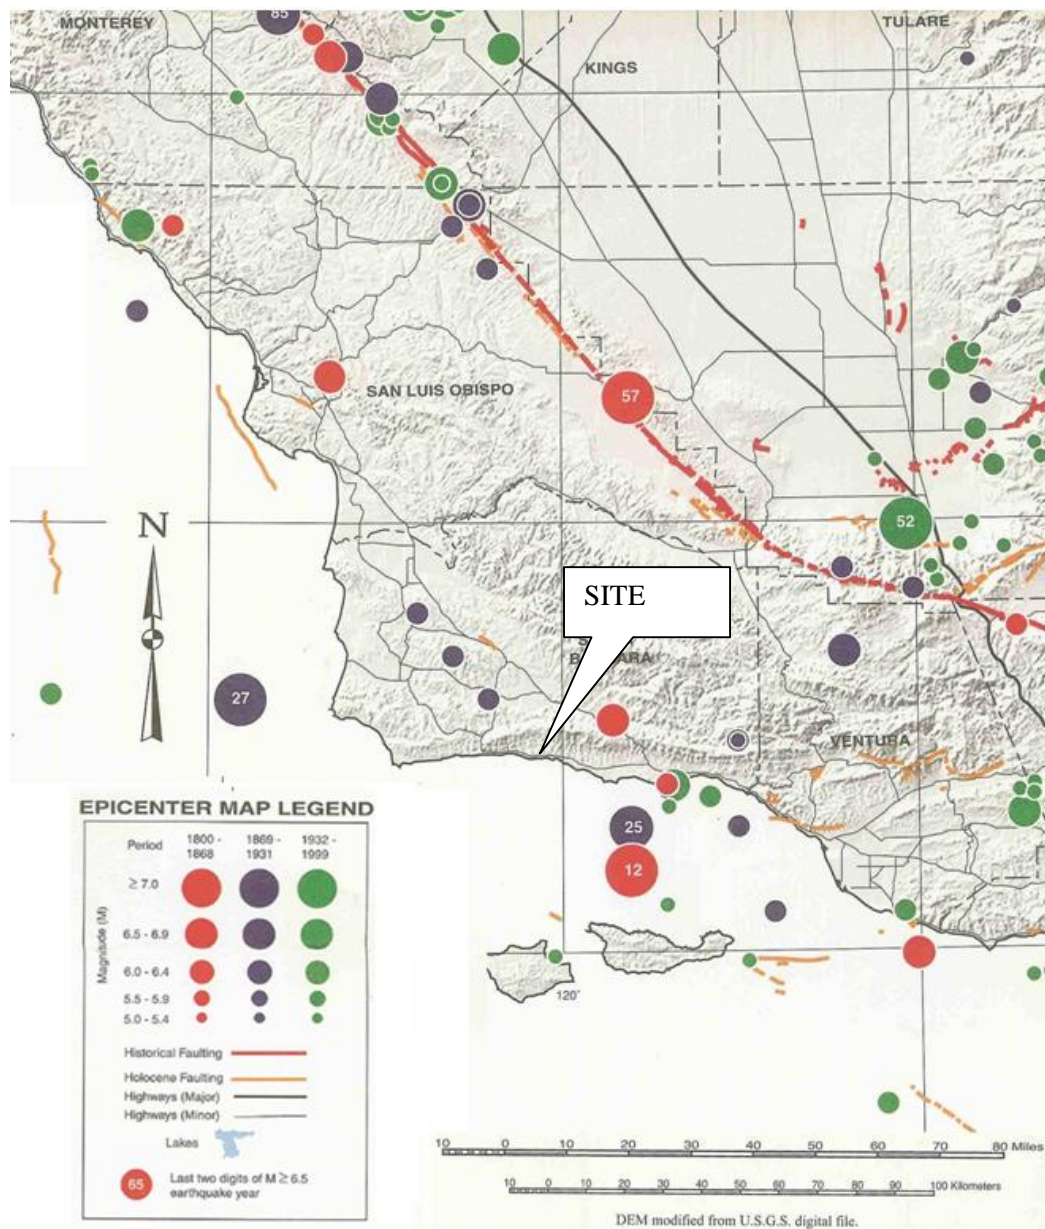 MONTEREY
85
TULARE
KINGS
57
SAN LUIS OBISPO
52
N
SITE
27
VENTURA
25
12
120°
EPICENTER MAP LEGEND
Period 1800 - 1868 1869 - 1931 1932 - 1999
Magnitude (M)
≥ 7.0
6.5 - 6.9
6.0 - 6.4
5.5 - 5.9
5.0 - 5.4
Historical Faulting
Holocene Faulting
Highways (Major)
Highways (Minor)
Lakes
65 Last two digits of M ≥ 6.5
earthquake year
10 0 10 20 30 40 50 60 70 80 Miles
10 0 10 20 30 40 50 60 70 80 90 100 Kilometers
DEM modified from U.S.G.S. digital file.